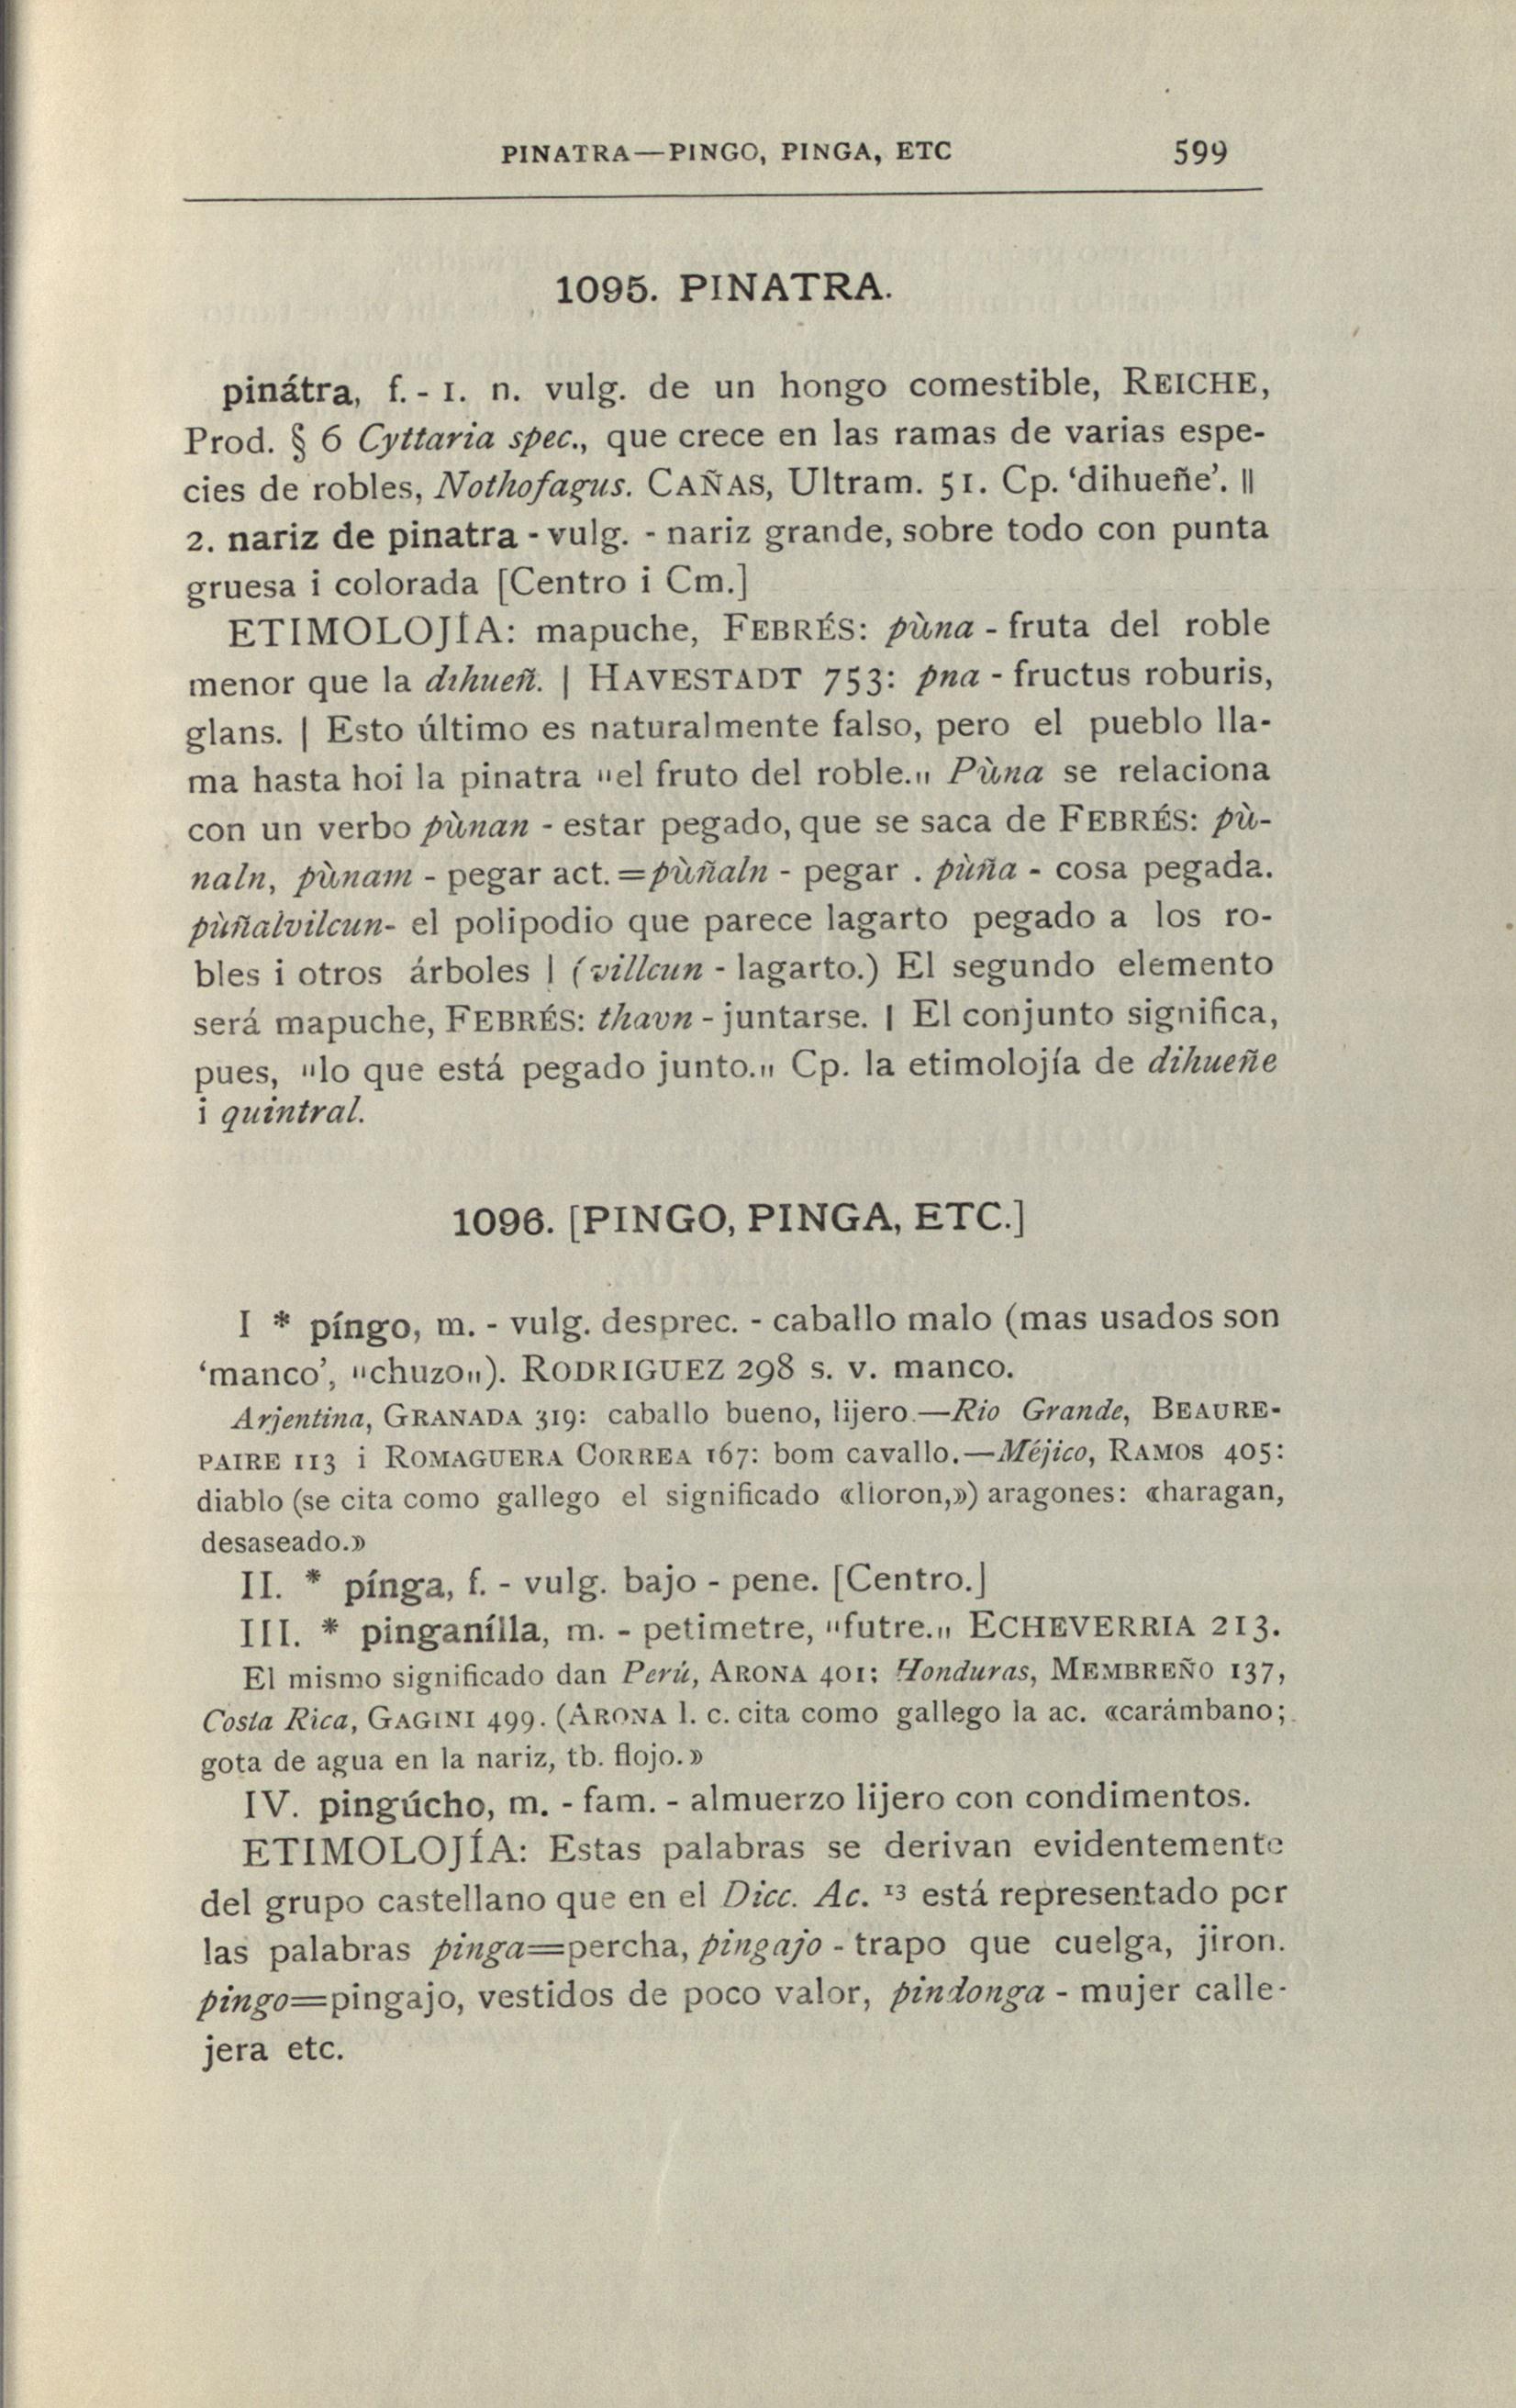 PINATRA—PINGO, PINGA, ETC 599
1095. PINATRA.
pinátra, f. - 1. n. vulg. de un hongo comestible, REICHE,
Prod. § 6 Cyttaria spec., que crece en las ramas de varias espe-
cies de robles, Nothofagus. CAÑAS, Ultram. 51. Cp. ‘dihueñe’. ||
2. nariz de pinatra - vulg. - nariz grande, sobre todo con punta
gruesa i colorada [Centro i Cm.]
ETIMOLOJÍA: mapuche, FEBRÉS: pùna - fruta del roble
menor que la dihueñ. | HAVESTADT 753: pna - fructus roburis,
glans. | Esto último es naturalmente falso, pero el pueblo lla-
ma hasta hoi la pinatra "el fruto del roble.„ Pùna se relaciona
con un verbo pùnan - estar pegado, que se saca de FEBRÉS: pù-
naln, pùnam - pegar act. = pùñaln - pegar . pùña - cosa pegada.
pùñalvilcun- el polipodio que parece lagarto pegado a los ro-
bles i otros árboles | (villcun - lagarto.) El segundo elemento
será mapuche, FEBRÉS: thavn - juntarse. | El conjunto significa,
pues, "lo que está pegado junto.„ Cp. la etimolojía de dihueñe
i quintral.
1096. [PINGO, PINGA, ETC.]
I * píngo, m. - vulg. desprec. - caballo malo (mas usados son
‘manco’, "chuzo„). RODRIGUEZ 298 s. v. manco.
Arjentina, GRANADA 319: caballo bueno, lijero.—Rio Grande, BEAURE-
PAIRE 113 i ROMAGUERA CORREA 167: bom cavallo.—Méjico, RAMOS 405:
diablo (se cita como gallego el significado «lloron,») aragones: «haragan,
desaseado.»
II. * pínga, f. - vulg. bajo - pene. [Centro.]
III. * pinganílla, m. - petimetre, "futre.„ ECHEVERRIA 213.
El mismo significado dan Perú, ARONA 401; Honduras, MEMBREÑO 137,
Costa Rica, GAGINI 499. (ARONA l. c. cita como gallego la ac. «carámbano;
gota de agua en la nariz, tb. flojo.»
IV. pingúcho, m. - fam. - almuerzo lijero con condimentos.
ETIMOLOJÍA: Estas palabras se derivan evidentemente
del grupo castellano que en el Dicc. Ac. ¹³ está representado por
las palabras pinga=percha, pingajo - trapo que cuelga, jiron.
pingo=pingajo, vestidos de poco valor, pindonga - mujer calle-
jera etc.